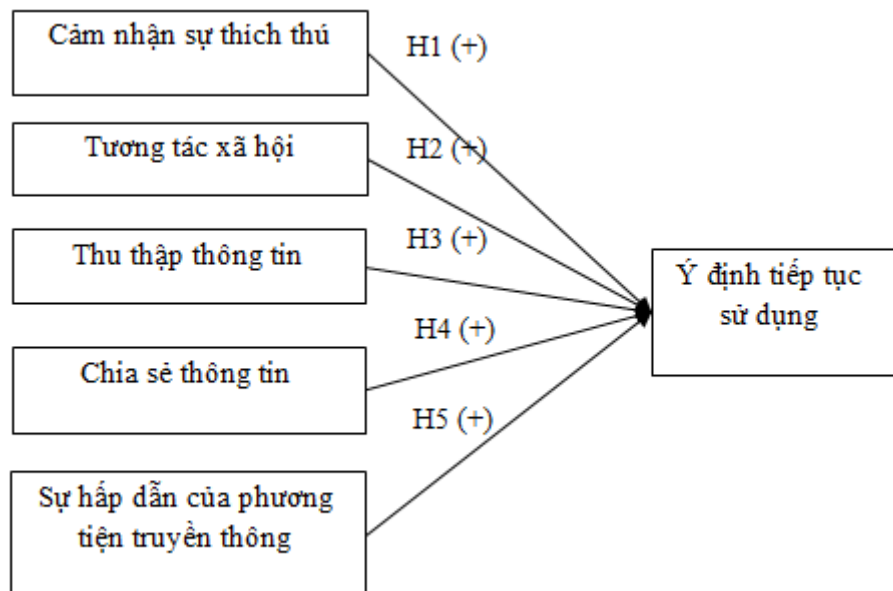 Cảm nhận sự thích thú
H1 (+)
Tương tác xã hội
H2 (+)
Thu thập thông tin
H3 (+)
Ý định tiếp tục
sử dụng
Chia sẻ thông tin
H4 (+)
H5 (+)
Sự hấp dẫn của phương
tiện truyền thông